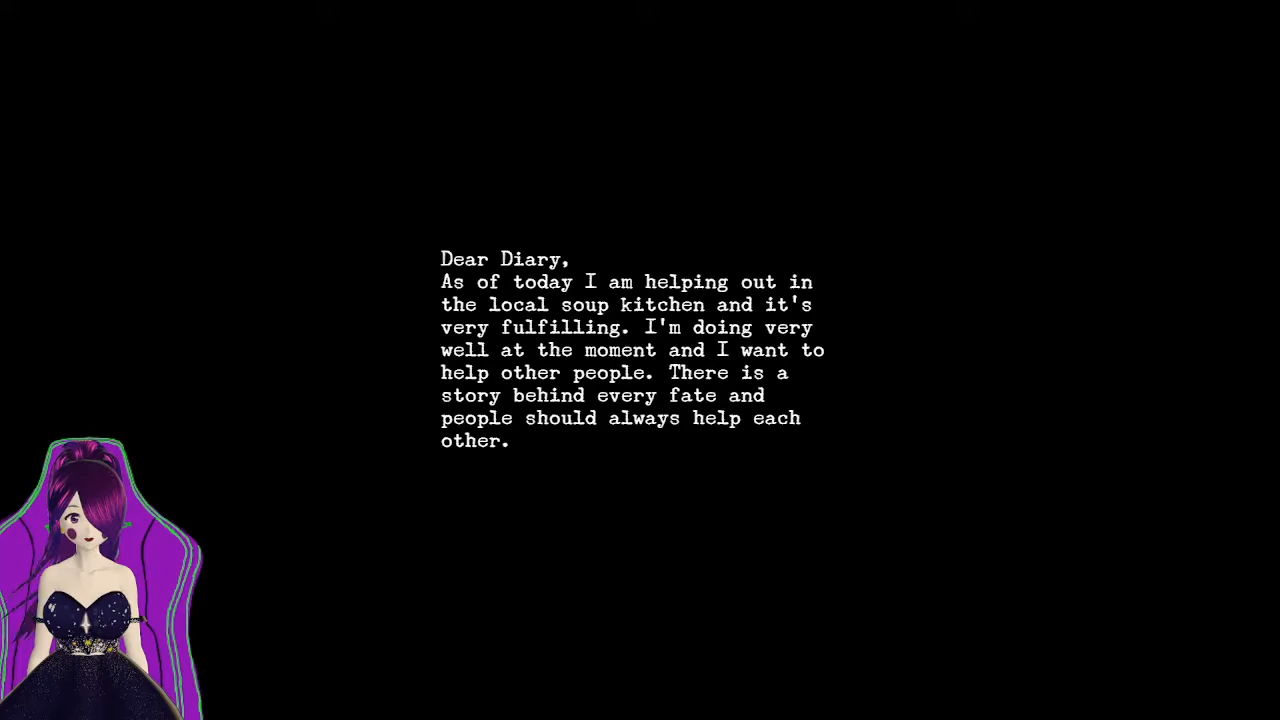 Dear Diary,
As of today I am helping out in
the local soup kitchen and it's
very fulfilling. I'm doing very
well at the moment and I want to
help other people. There is a
story behind every fate and
people should always help each
other.